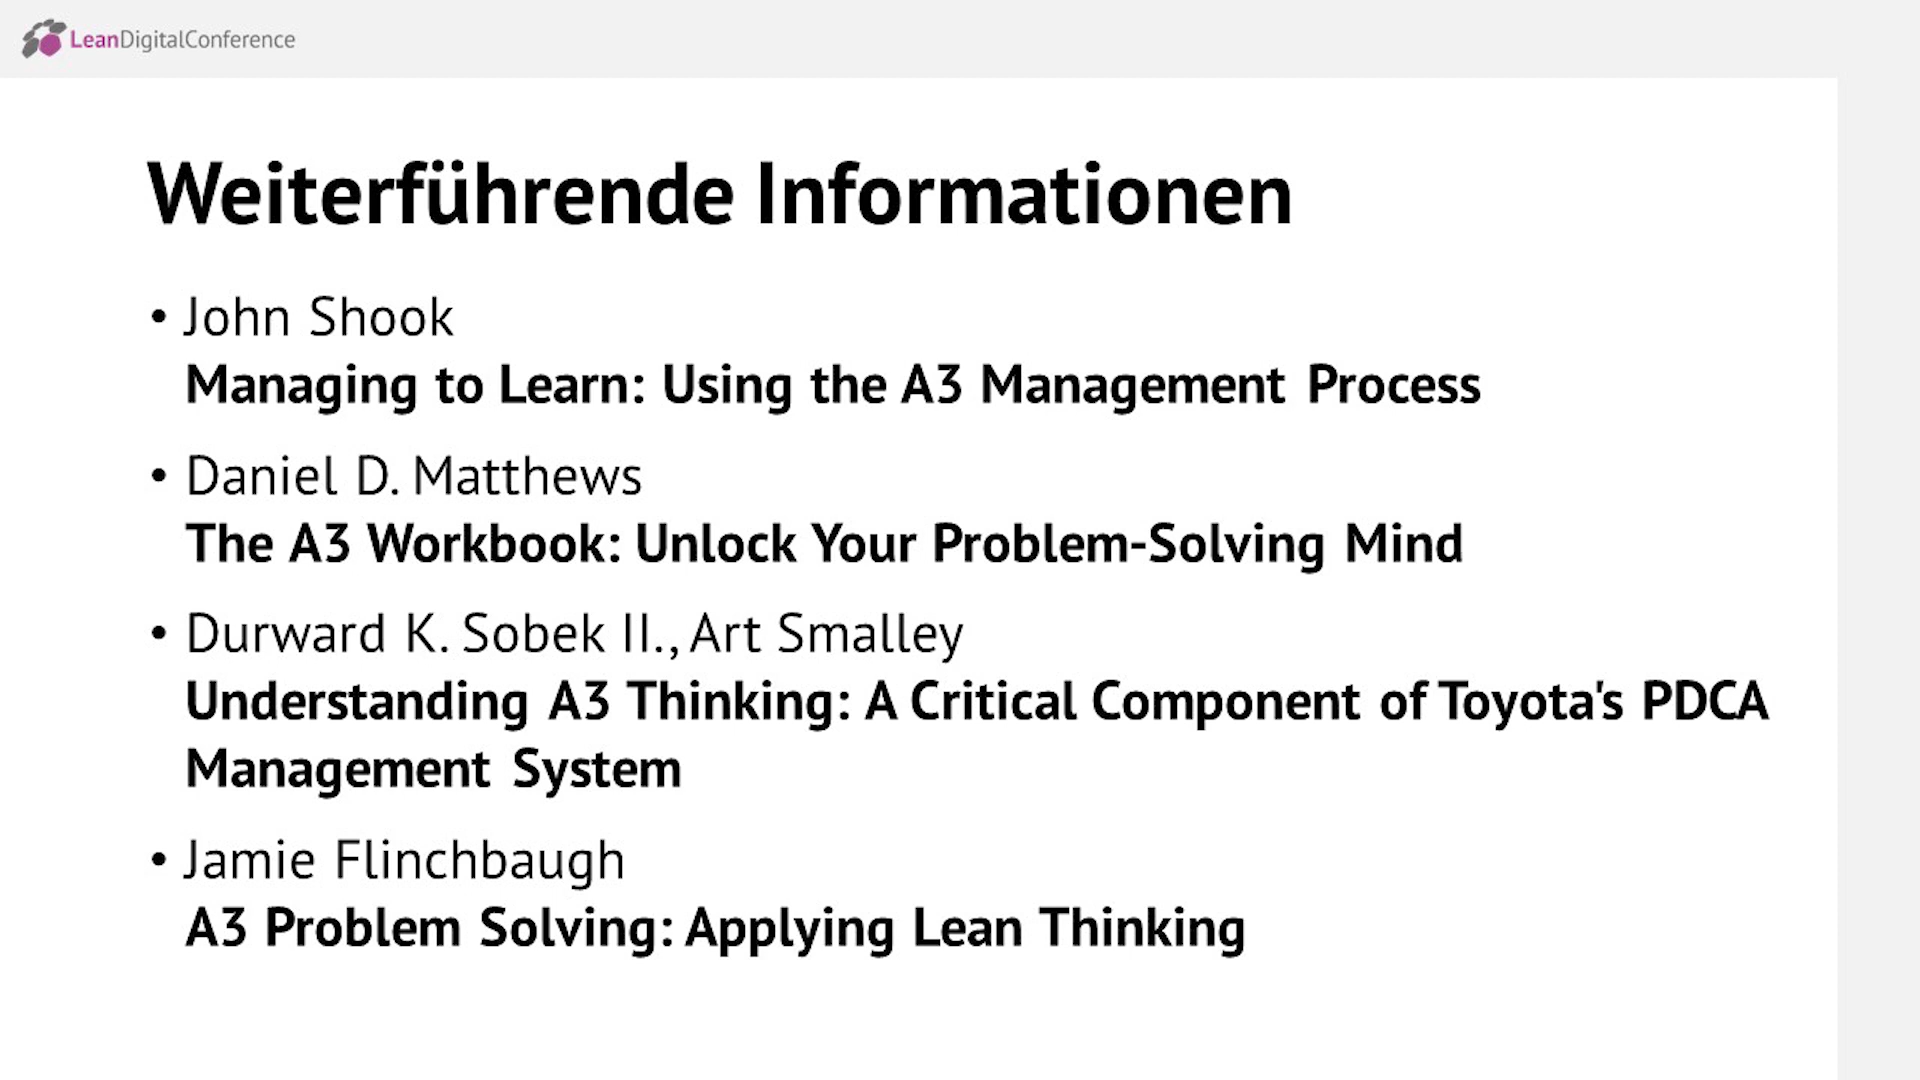 LeanDigitalConference
Weiterführende Informationen
• John Shook
Managing to Learn: Using the A3 Management Process
• Daniel D. Matthews
The A3 Workbook: Unlock Your Problem-Solving Mind
• Durward K. Sobek II., Art Smalley
Understanding A3 Thinking: A Critical Component of Toyota's PDCA
Management System
• Jamie Flinchbaugh
A3 Problem Solving: Applying Lean Thinking